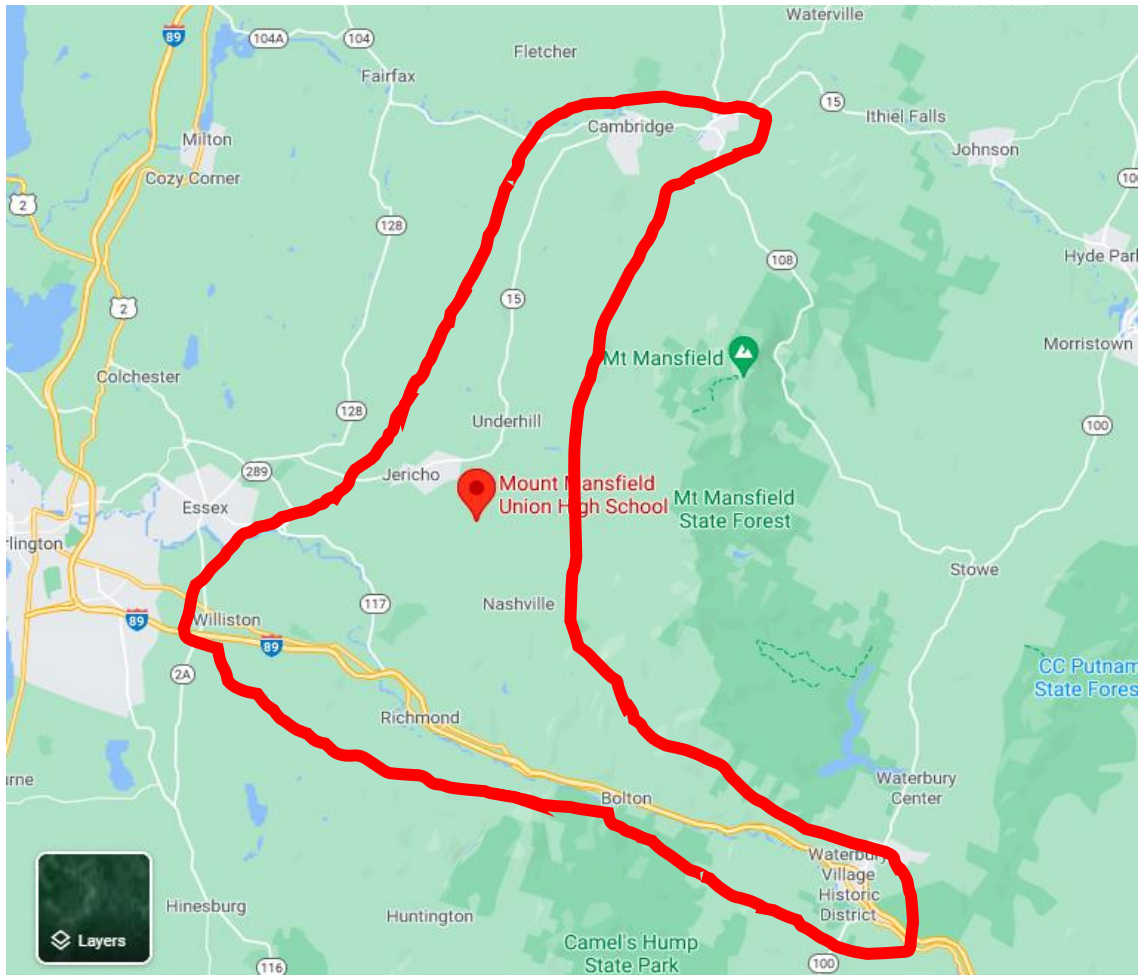 Waterville
89
104A
104
Fletcher
Fairfax
15
Ithiel Falls
Cambridge
Milton
Johnson
Cozy Corner
2
128
108
Hyde Park
15
2
Mt Mansfield
Morristown
Colchester
128
Underhill
100
289
Jericho
Mount Mansfield
Union High School
Mt Mansfield
State Forest
Essex
rlington
Stowe
117
Nashville
89
Williston
89
2A
CC Putnam
State Fores
Richmond
Waterbury
Center
Bolton
Waterbury
Village
Historic
District
Hinesburg
Huntington
Layers
Camel's Hump
State Park
100
116